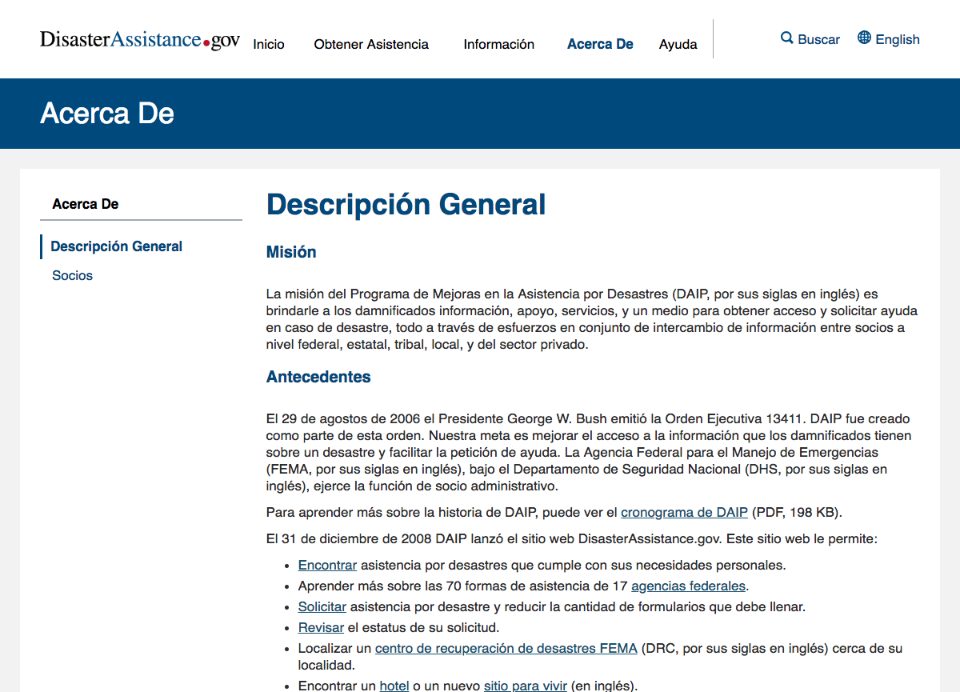 DisasterAssistance.gov
Inicio
Obtener Asistencia
Información
Acerca De
Ayuda
Buscar
English
Acerca De
Acerca De
Descripción General
Socios
Descripción General
Misión
La misión del Programa de Mejoras en la Asistencia por Desastres (DAIP, por sus siglas en inglés) es
brindarle a los damnificados información, apoyo, servicios, y un medio para obtener acceso y solicitar ayuda
en caso de desastre, todo a través de esfuerzos en conjunto de intercambio de información entre socios a
nivel federal, estatal, tribal, local, y del sector privado.
Antecedentes
El 29 de agostos de 2006 el Presidente George W. Bush emitió la Orden Ejecutiva 13411. DAIP fue creado
como parte de esta orden. Nuestra meta es mejorar el acceso a la información que los damnificados tienen
sobre un desastre y facilitar la petición de ayuda. La Agencia Federal para el Manejo de Emergencias
(FEMA, por sus siglas en inglés), bajo el Departamento de Seguridad Nacional (DHS, por sus siglas en
inglés), ejerce la función de socio administrativo.
Para aprender más sobre la historia de DAIP, puede ver el cronograma de DAIP (PDF, 198 KB).
El 31 de diciembre de 2008 DAIP lanzó el sitio web DisasterAssistance.gov. Este sitio web le permite:
• Encontrar asistencia por desastres que cumple con sus necesidades personales.
• Aprender más sobre las 70 formas de asistencia de 17 agencias federales.
• Solicitar asistencia por desastre y reducir la cantidad de formularios que debe llenar.
• Revisar el estatus de su solicitud.
• Localizar un centro de recuperación de desastres FEMA (DRC, por sus siglas en inglés) cerca de su
localidad.
• Encontrar un hotel o un nuevo sitio para vivir (en inglés).